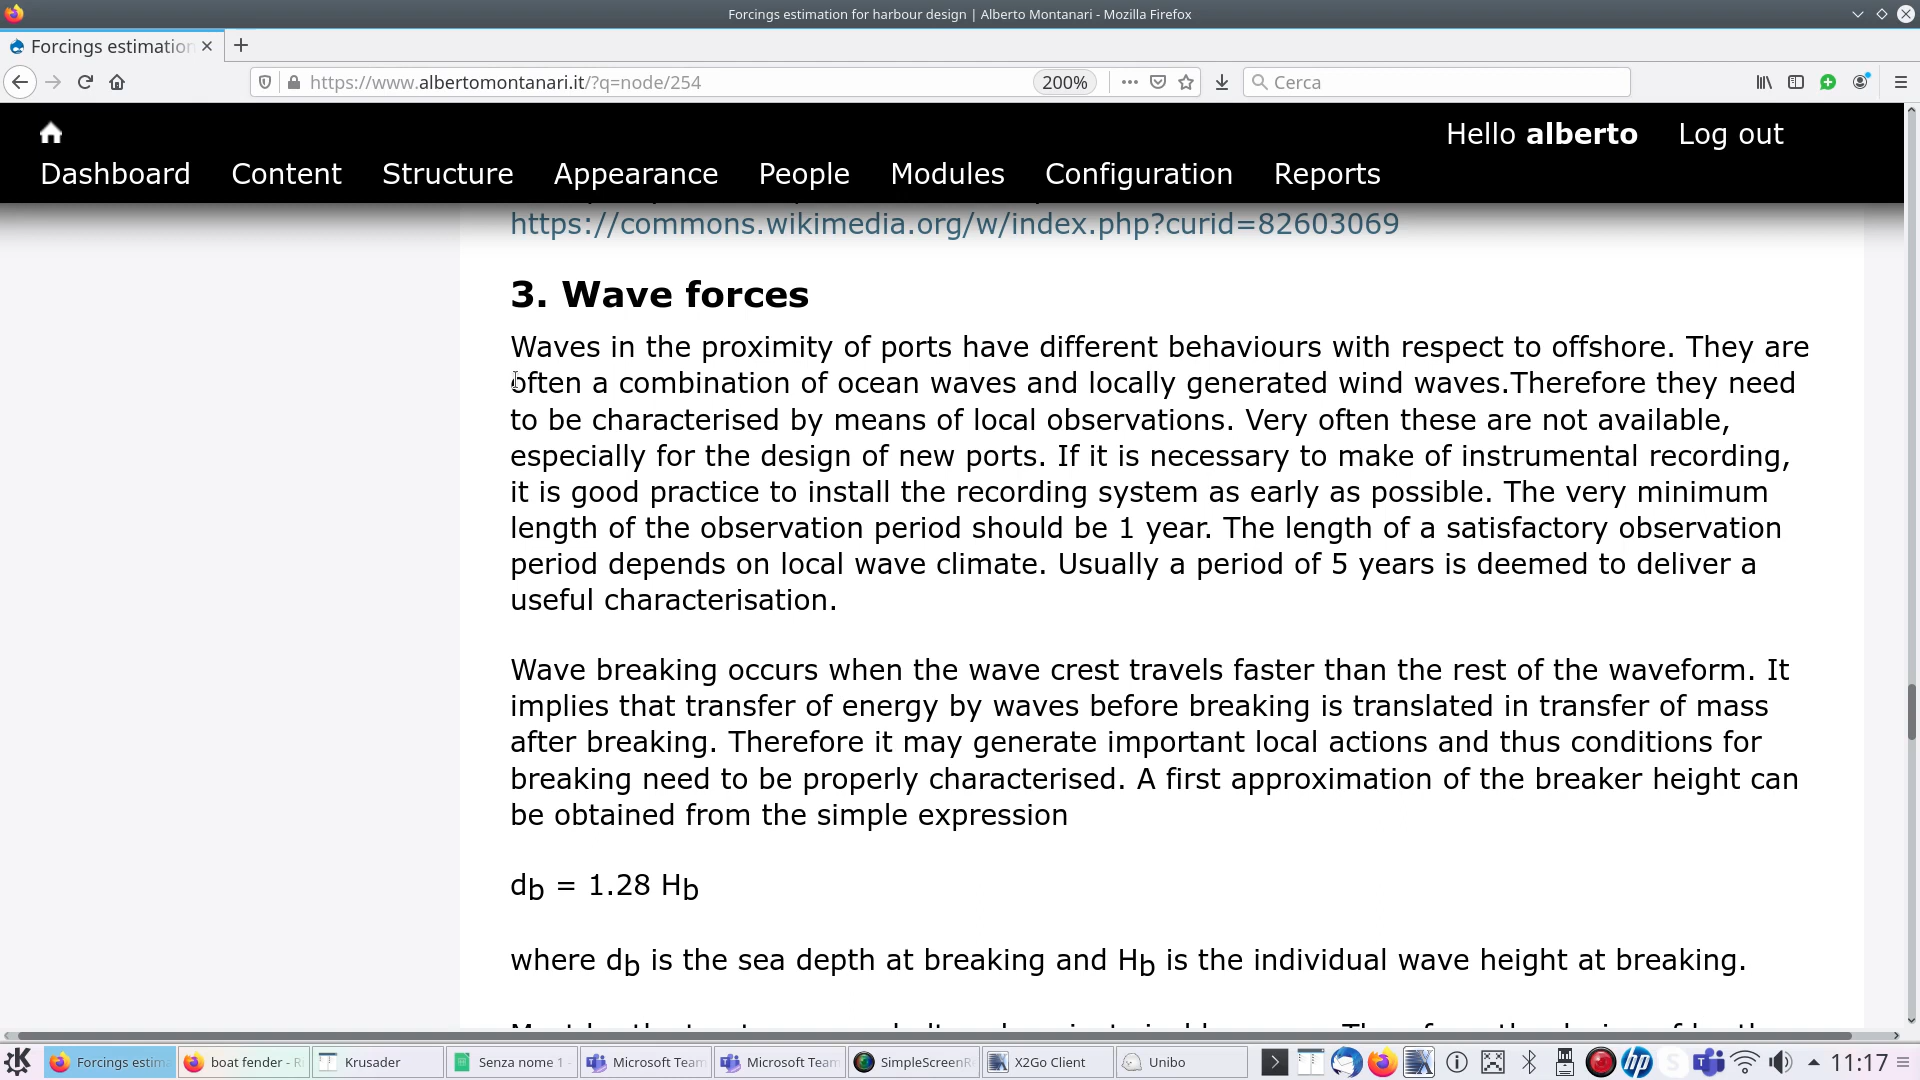 Forcings estimation for harbour design | Alberto Montanari - Mozilla Firefox
Forcings estimation
https://www.albertomontanari.it/?q=node/254
200%
Cerca
Hello alberto Log out
Dashboard Content Structure Appearance People Modules Configuration Reports
https://commons.wikimedia.org/w/index.php?curid=82603069
3. Wave forces
Waves in the proximity of ports have different behaviours with respect to offshore. They are
often a combination of ocean waves and locally generated wind waves.Therefore they need
to be characterised by means of local observations. Very often these are not available,
especially for the design of new ports. If it is necessary to make of instrumental recording,
it is good practice to install the recording system as early as possible. The very minimum
length of the observation period should be 1 year. The length of a satisfactory observation
period depends on local wave climate. Usually a period of 5 years is deemed to deliver a
useful characterisation.
Wave breaking occurs when the wave crest travels faster than the rest of the waveform. It
implies that transfer of energy by waves before breaking is translated in transfer of mass
after breaking. Therefore it may generate important local actions and thus conditions for
breaking need to be properly characterised. A first approximation of the breaker height can
be obtained from the simple expression
db = 1.28 Hb
where db is the sea depth at breaking and Hb is the individual wave height at breaking.
Forcings estima boat fender - R Krusader Senza nome 1 - Microsoft Team Microsoft Team SimpleScreenR X2Go Client Unibo 11:17